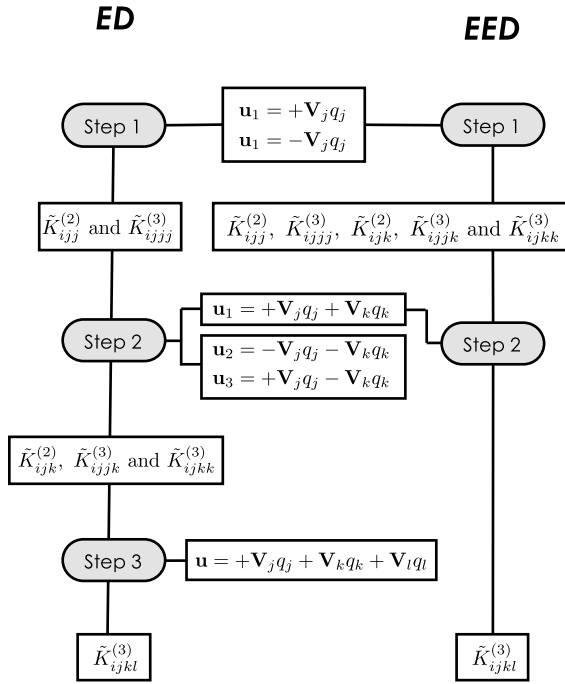 ED
EED
Step 1
𝐮₁ = +𝐕ⱼqⱼ
𝐮₁ = −𝐕ⱼqⱼ
Step 1
K̃ᵢⱼⱼ⁽²⁾ and K̃ᵢⱼⱼⱼ⁽³⁾
K̃ᵢⱼⱼ⁽²⁾, K̃ᵢⱼⱼⱼ⁽³⁾, K̃ᵢⱼₖ⁽²⁾, K̃ᵢⱼⱼₖ⁽³⁾ and K̃ᵢⱼₖₖ⁽³⁾
Step 2
𝐮₁ = +𝐕ⱼqⱼ + 𝐕ₖqₖ
𝐮₂ = −𝐕ⱼqⱼ − 𝐕ₖqₖ
𝐮₃ = +𝐕ⱼqⱼ − 𝐕ₖqₖ
Step 2
K̃ᵢⱼₖ⁽²⁾, K̃ᵢⱼⱼₖ⁽³⁾ and K̃ᵢⱼₖₖ⁽³⁾
Step 3
𝐮 = +𝐕ⱼqⱼ + 𝐕ₖqₖ + 𝐕ₗqₗ
K̃ᵢⱼₖₗ⁽³⁾
K̃ᵢⱼₖₗ⁽³⁾